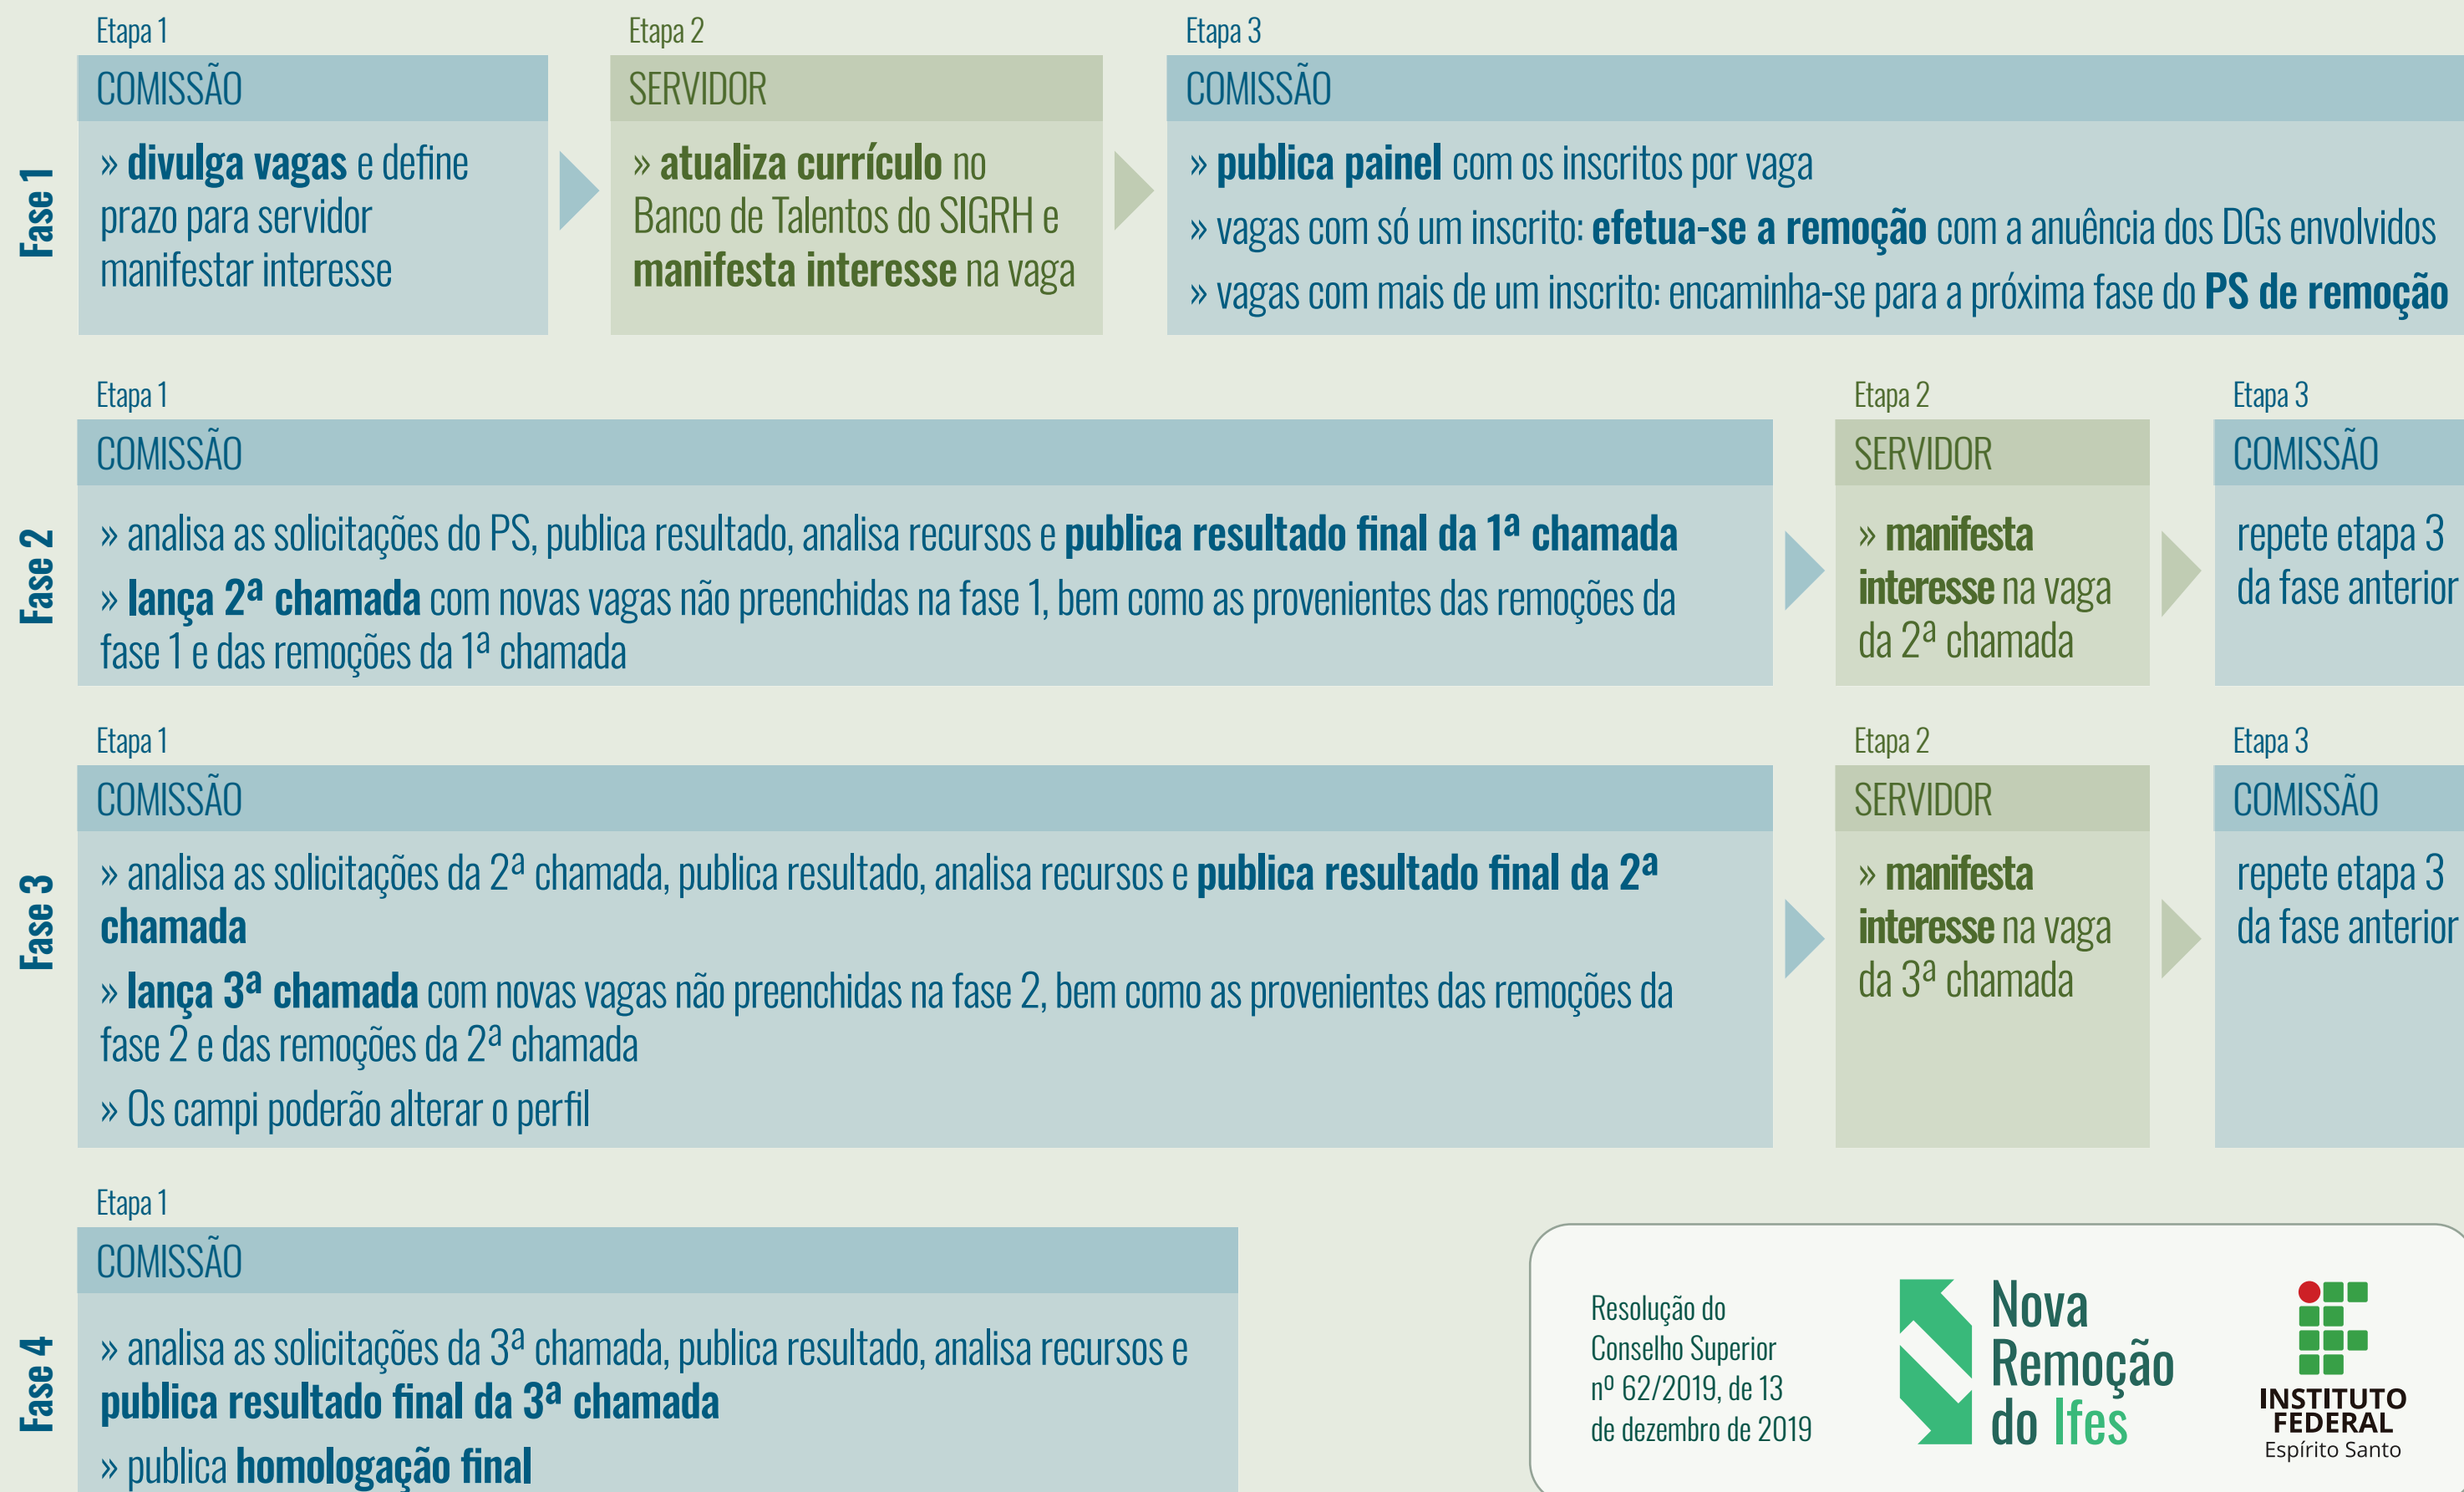 Fase 1
Etapa 1
COMISSÃO
» divulga vagas e define
prazo para servidor
manifestar interesse
Etapa 2
SERVIDOR
» atualiza currículo no
Banco de Talentos do SIGRH e
manifesta interesse na vaga
Etapa 3
COMISSÃO
» publica painel com os inscritos por vaga
» vagas com só um inscrito: efetua-se a remoção com a anuência dos DGs envolvidos
» vagas com mais de um inscrito: encaminha-se para a próxima fase do PS de remoção
Fase 2
Etapa 1
COMISSÃO
» analisa as solicitações do PS, publica resultado, analisa recursos e publica resultado final da 1ª chamada
» lança 2ª chamada com novas vagas não preenchidas na fase 1, bem como as provenientes das remoções da
fase 1 e das remoções da 1ª chamada
Etapa 2
SERVIDOR
» manifesta
interesse na vaga
da 2ª chamada
Etapa 3
COMISSÃO
repete etapa 3
da fase anterior
Fase 3
Etapa 1
COMISSÃO
» analisa as solicitações da 2ª chamada, publica resultado, analisa recursos e publica resultado final da 2ª
chamada
» lança 3ª chamada com novas vagas não preenchidas na fase 2, bem como as provenientes das remoções da
fase 2 e das remoções da 2ª chamada
» Os campi poderão alterar o perfil
Etapa 2
SERVIDOR
» manifesta
interesse na vaga
da 3ª chamada
Etapa 3
COMISSÃO
repete etapa 3
da fase anterior
Fase 4
Etapa 1
COMISSÃO
» analisa as solicitações da 3ª chamada, publica resultado, analisa recursos e
publica resultado final da 3ª chamada
» publica homologação final
Resolução do
Conselho Superior
nº 62/2019, de 13
de dezembro de 2019
Nova
Remoção
do Ifes
INSTITUTO
FEDERAL
Espírito Santo